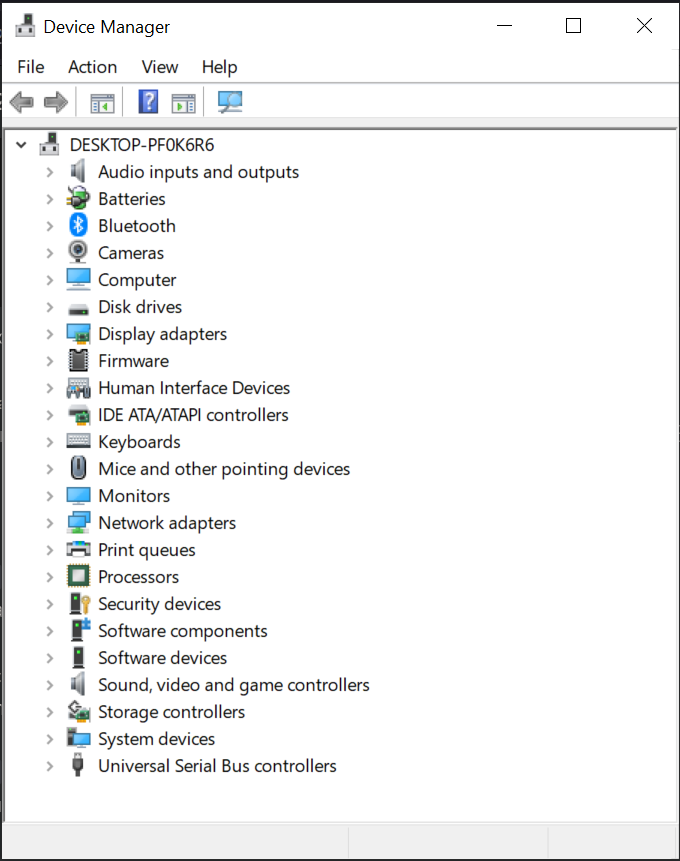 Device Manager
File Action View Help
DESKTOP-PF0K6R6
Audio inputs and outputs
Batteries
Bluetooth
Cameras
Computer
Disk drives
Display adapters
Firmware
Human Interface Devices
IDE ATA/ATAPI controllers
Keyboards
Mice and other pointing devices
Monitors
Network adapters
Print queues
Processors
Security devices
Software components
Software devices
Sound, video and game controllers
Storage controllers
System devices
Universal Serial Bus controllers